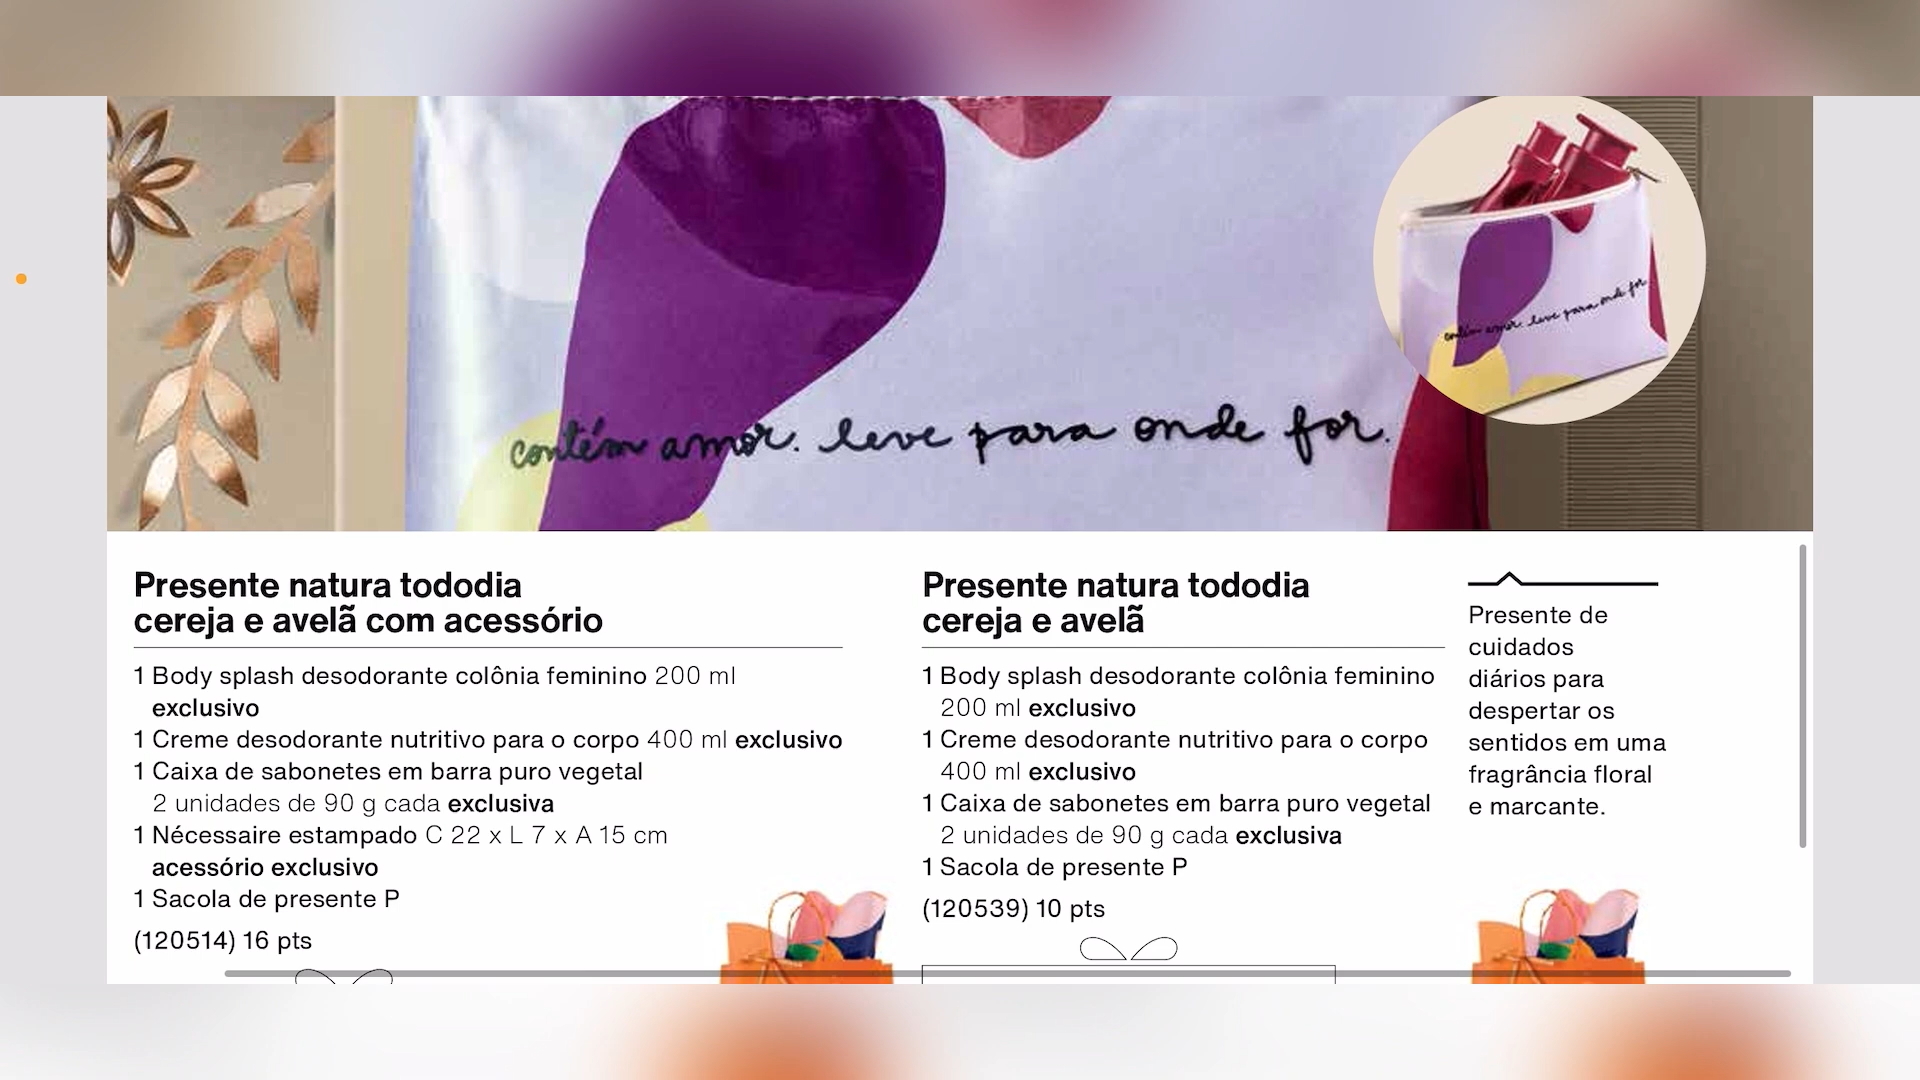 contém amor. leve para onde for.
contém amor. leve para onde for.
Presente natura tododia
cereja e avelã com acessório
1 Body splash desodorante colônia feminino 200 ml
exclusivo
1 Creme desodorante nutritivo para o corpo 400 ml exclusivo
1 Caixa de sabonetes em barra puro vegetal
2 unidades de 90 g cada exclusiva
1 Nécessaire estampado C 22 x L 7 x A 15 cm
acessório exclusivo
1 Sacola de presente P
(120514) 16 pts
Presente natura tododia
cereja e avelã
1 Body splash desodorante colônia feminino
200 ml exclusivo
1 Creme desodorante nutritivo para o corpo
400 ml exclusivo
1 Caixa de sabonetes em barra puro vegetal
2 unidades de 90 g cada exclusiva
1 Sacola de presente P
(120539) 10 pts
Presente de
cuidados
diários para
despertar os
sentidos em uma
fragrância floral
e marcante.